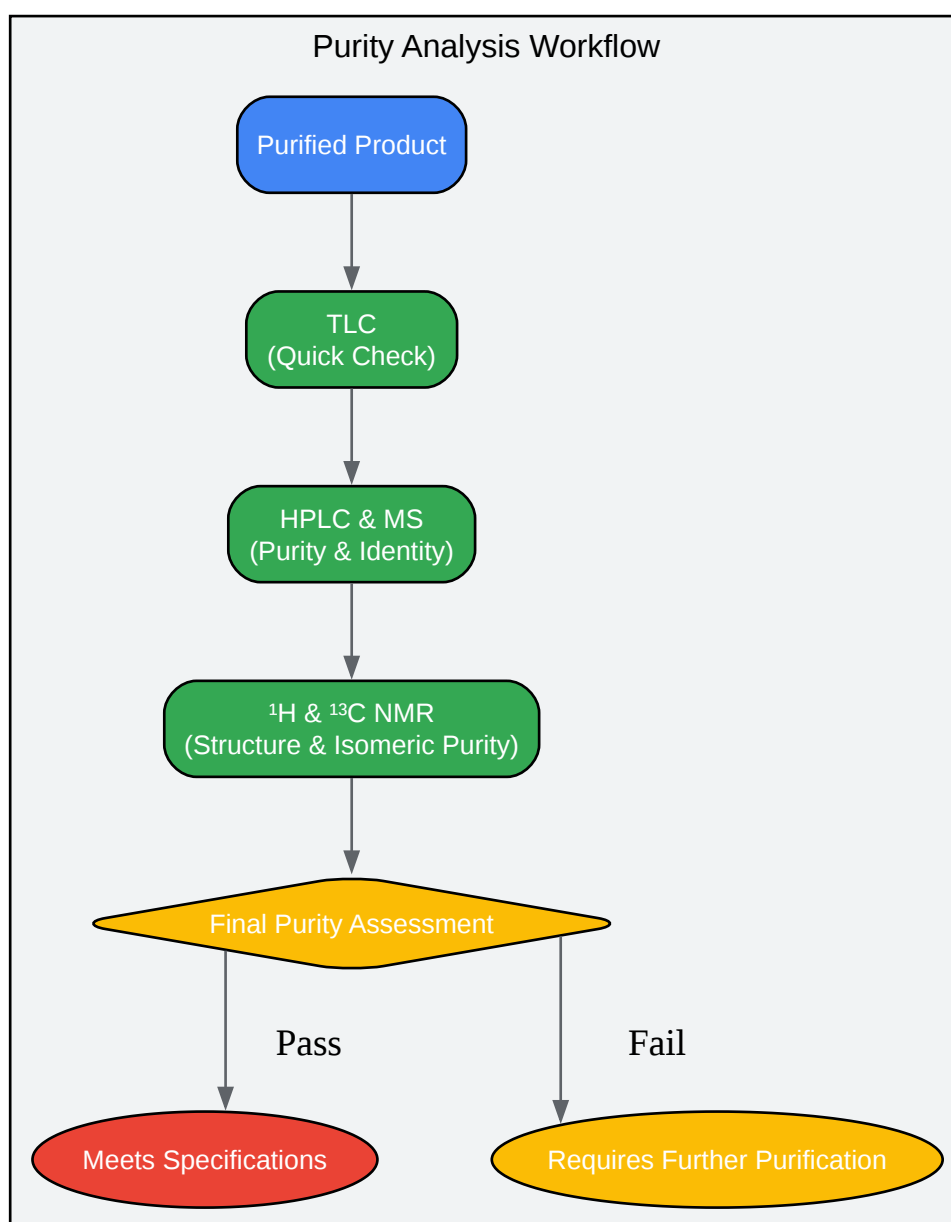 Purity Analysis Workflow
Purified Product
TLC
(Quick Check)
HPLC & MS
(Purity & Identity)
¹H & ¹³C NMR
(Structure & Isomeric Purity)
Final Purity Assessment
Pass
Fail
Meets Specifications
Requires Further Purification